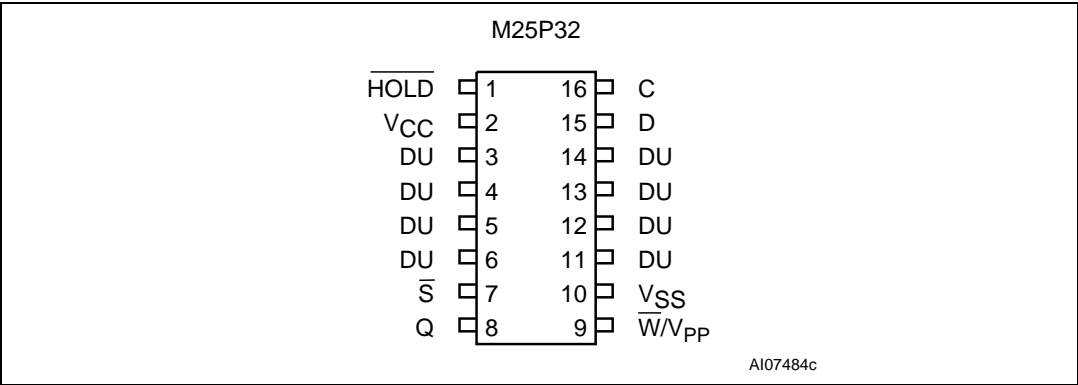 M25P32
HOLD 1 16 C
VCC 2 15 D
DU 3 14 DU
DU 4 13 DU
DU 5 12 DU
DU 6 11 DU
S 7 10 VSS
Q 8 9 W/VPP
AI07484c